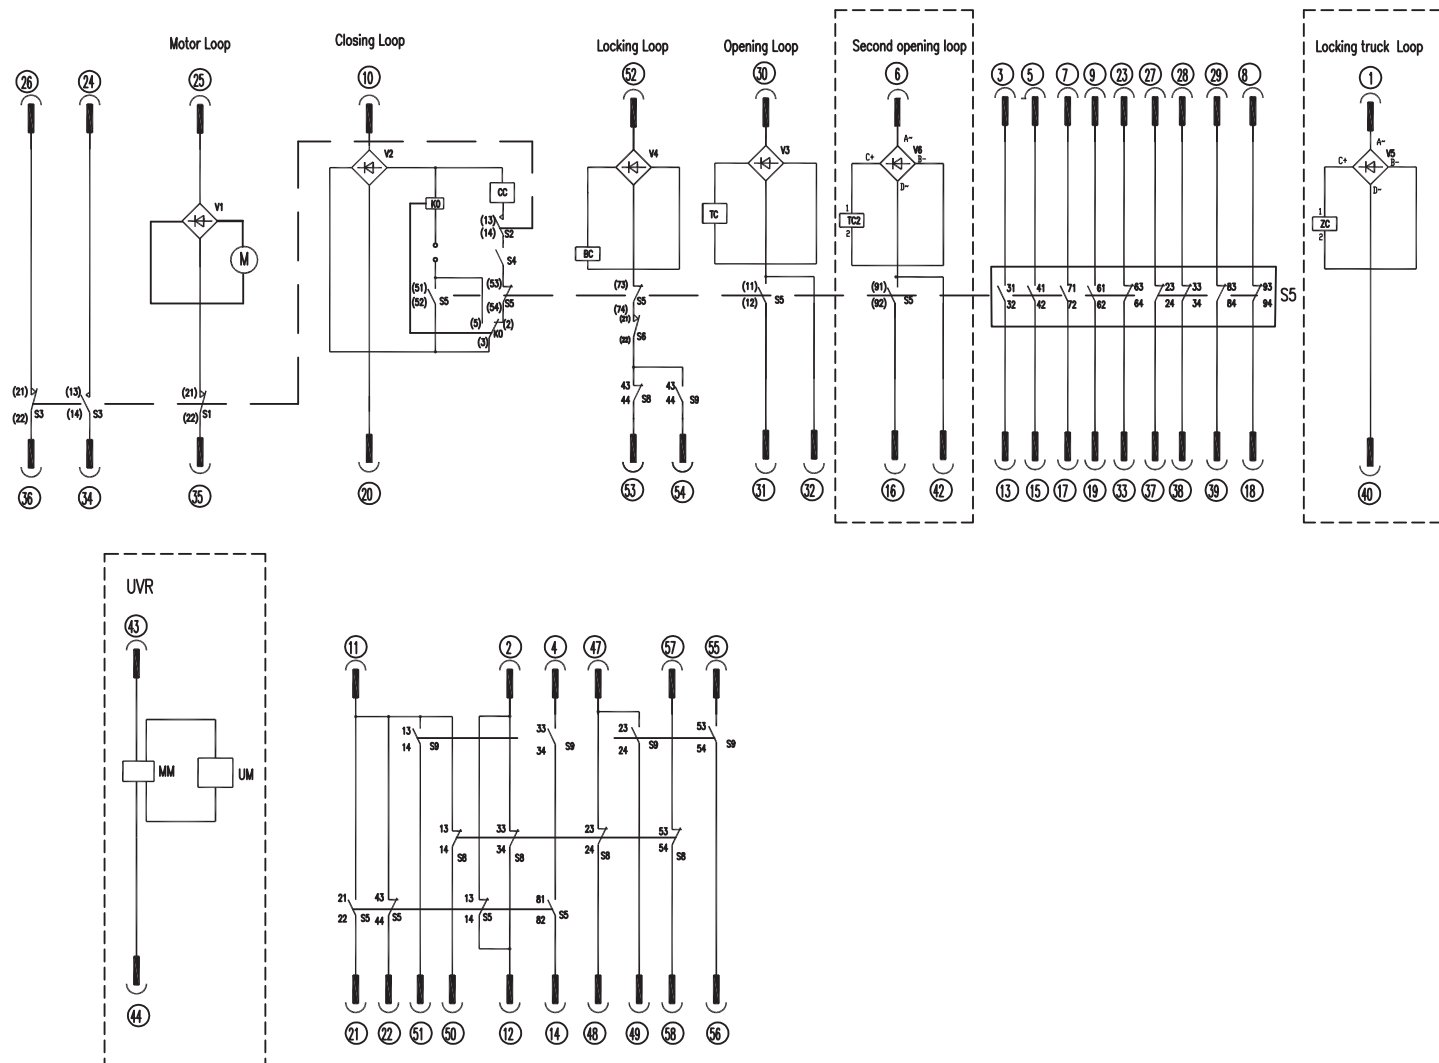 Motor Loop
Closing Loop
Locking Loop
Opening Loop
Second opening loop
Locking truck Loop
26
24
25
10
52
30
6
3
5
7
9
23
27
28
29
8
1
V1
M
V2
K0
CC
(13)
(14)
S2
S4
(51)
(52)
S5
(53)
(54)
S5
(5)
(2)
K0
(3)
V4
BC
(73)
S5
(74)
(21)
(22)
S6
43
44
S8
43
44
S9
V3
TC
(11)
(12)
S5
A~
V6
C+
B-
D~
1
TC2
2
(91)
(92)
S5
31
32
41
42
71
72
61
62
63
64
23
24
33
34
83
84
93
94
S5
A~
V5
C+
B-
D~
1
ZC
2
(21)
(22)
S3
(13)
(14)
S3
(21)
(22)
S1
36
34
35
20
53
54
31
32
16
42
13
15
17
19
33
37
38
39
18
40
UVR
43
MM
UM
44
11
2
4
47
57
55
13
14
S9
33
34
S9
23
24
S9
53
54
S9
13
14
S8
33
34
S8
23
24
S8
53
54
S8
21
22
S5
43
44
S5
13
14
S5
81
82
S5
21
22
51
50
12
14
48
49
58
56